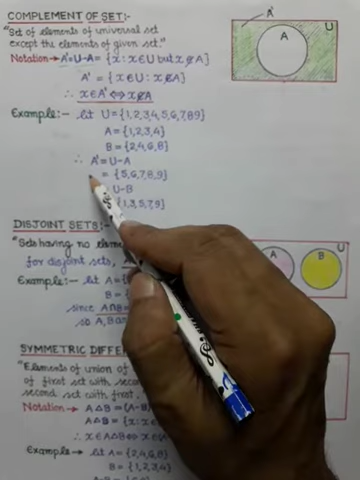 COMPLEMENT OF SET:-
"Set of elements of universal set
except the elements of given set."
Notation → A'=U-A= {x: x∈U but x∉A}
A' = {x∈U : x∉A}
∴ x∈A' ⇔ x∉A
A'
A
U
Example:- let U={1,2,3,4,5,6,7,8,9}
A={1,2,3,4}
B={2,4,6,8}
∴ A'= U-A
= {5,6,7,8,9}
U-B
{1,3,5,7,9}
DISJOINT SETS:-
"Sets having no
for disjoint sets,
A
B
U
Example:- let A=
B=
since A∩B
so A,B
SYMMETRIC
"Elements of union of
of first set with
second set with first.
Notation → A∆B = (A-B)
A∆B = {x: x
∴ x∈A∆B ⇔ x∈
Example → let A= {2,4,6,8}
B = {1,2,3,4}